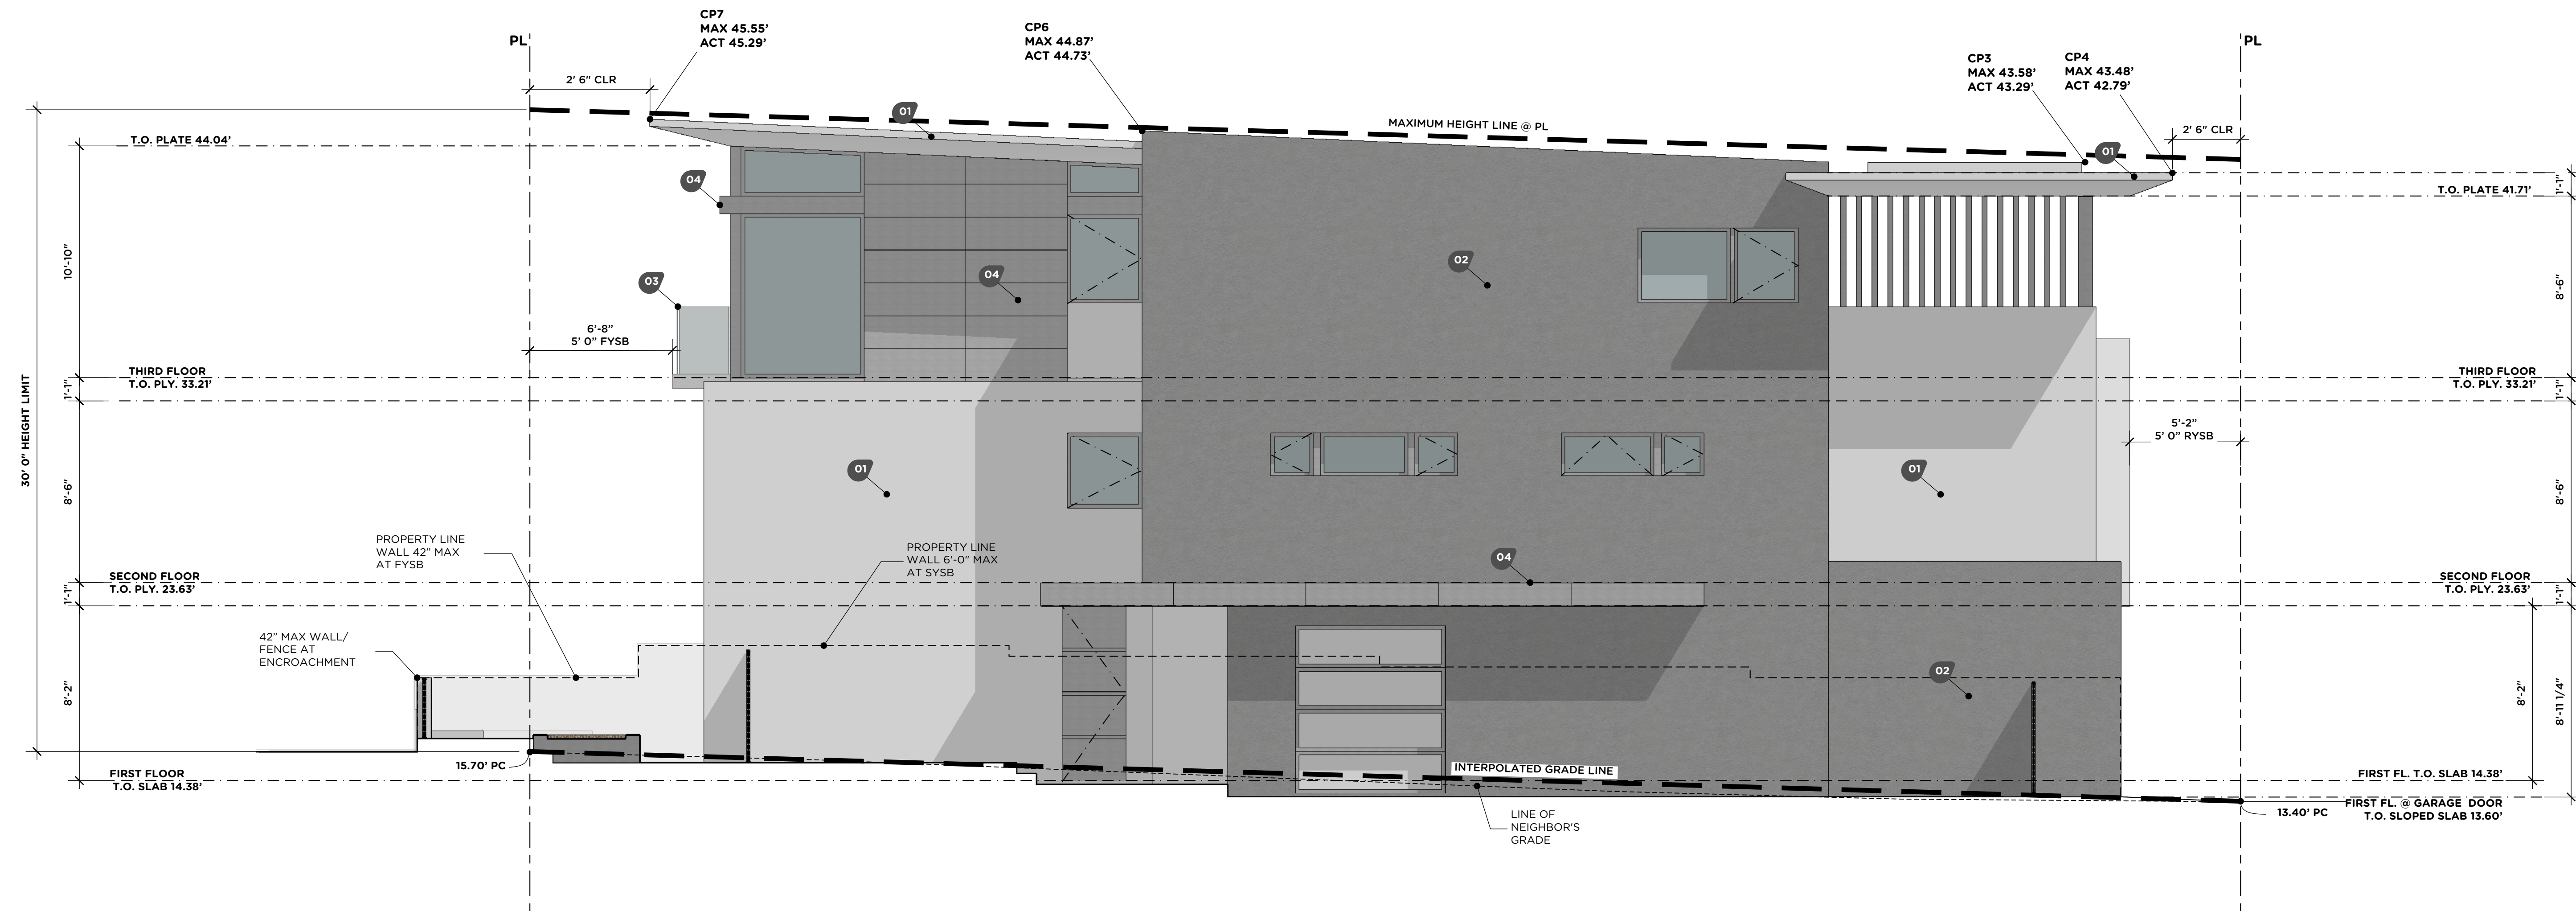 PL
CP7
MAX 45.55’
ACT 45.29’
CP6
MAX 44.87’
ACT 44.73’
CP3
MAX 43.58’
ACT 43.29’
CP4
MAX 43.48’
ACT 42.79’
PL
2' 6" CLR
01
MAXIMUM HEIGHT LINE @ PL
2' 6" CLR
01
T.O. PLATE 44.04’
04
1'-1"
T.O. PLATE 41.71’
10'-10"
03
04
02
8'-6"
6’-8”
5’ 0” FYSB
THIRD FLOOR
T.O. PLY. 33.21’
1'-1"
THIRD FLOOR
T.O. PLY. 33.21’
1'-1"
30' 0" HEIGHT LIMIT
5’-2”
5’ 0” RYSB
8'-6"
01
01
8'-6"
PROPERTY LINE
WALL 42” MAX
AT FYSB
PROPERTY LINE
WALL 6’-0” MAX
AT SYSB
04
SECOND FLOOR
T.O. PLY. 23.63’
1'-1"
SECOND FLOOR
T.O. PLY. 23.63’
1'-1"
42” MAX WALL/
FENCE AT
ENCROACHMENT
8'-2"
02
8'-2"
8'-11 1/4"
15.70’ PC
INTERPOLATED GRADE LINE
FIRST FLOOR
T.O. SLAB 14.38’
FIRST FL. T.O. SLAB 14.38’
FIRST FL. @ GARAGE DOOR
T.O. SLOPED SLAB 13.60’
13.40’ PC
LINE OF
NEIGHBOR’S
GRADE